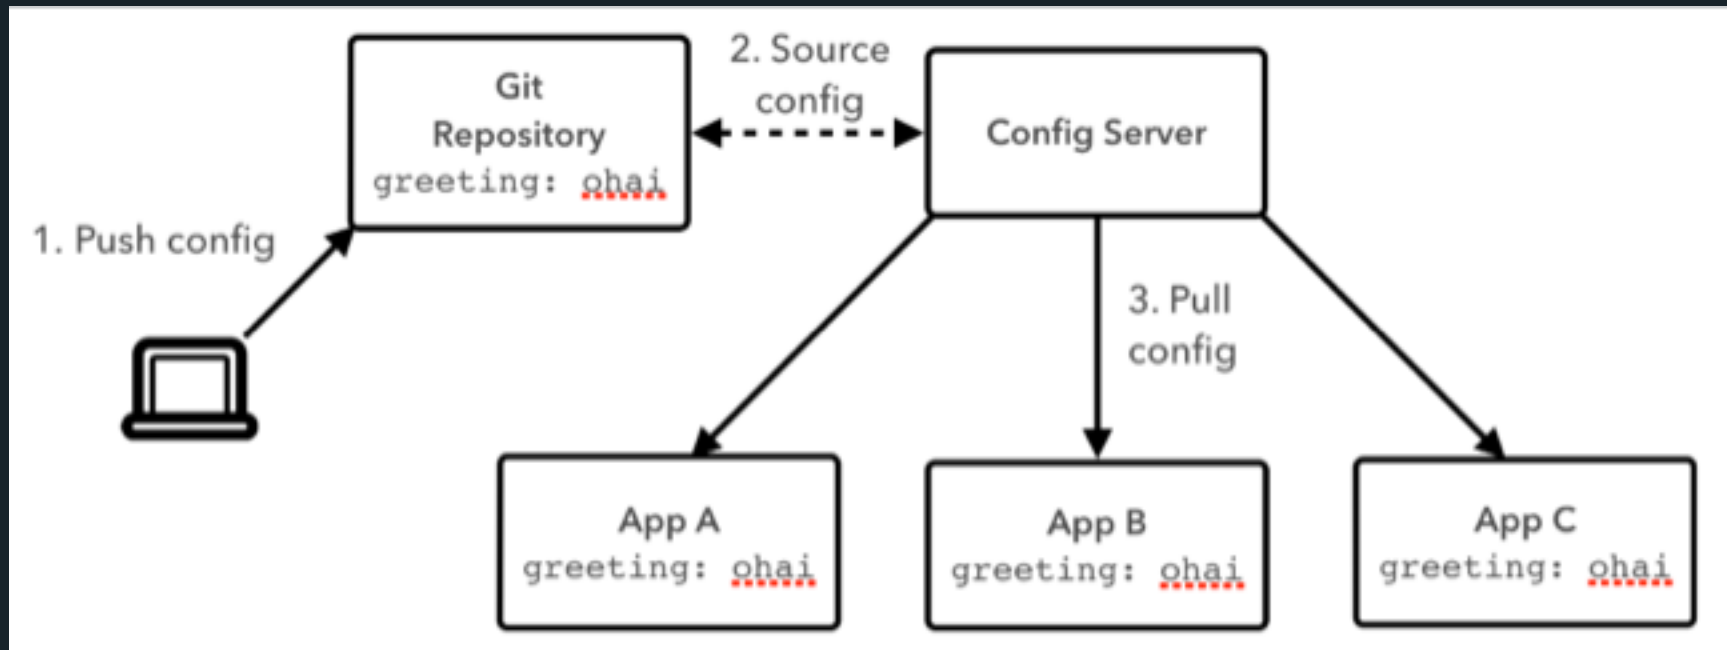 Git
Repository
greeting: ohai
2. Source
config
Config Server
1. Push config
3. Pull
config
App A
greeting: ohai
App B
greeting: ohai
App C
greeting: ohai